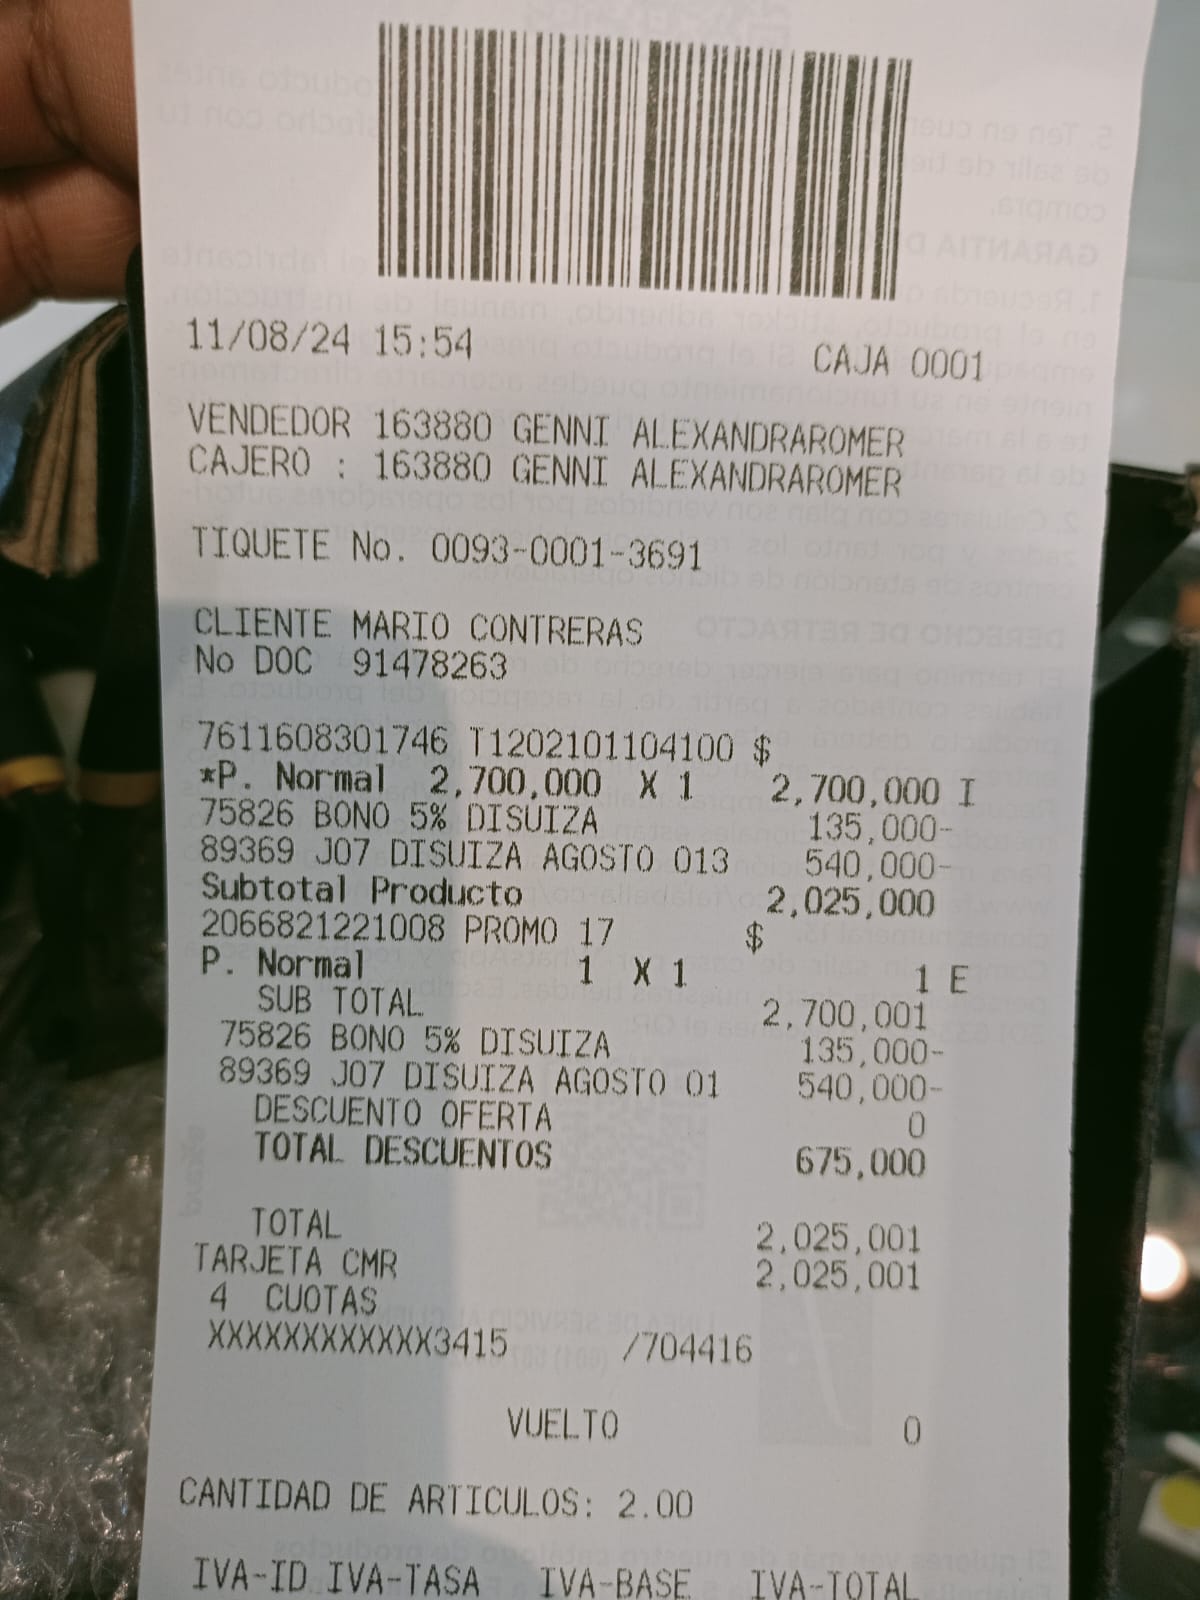 11/08/24 15:54 CAJA 0001
VENDEDOR 163880 GENNI ALEXANDRAROMER
CAJERO : 163880 GENNI ALEXANDRAROMER
TIQUETE No. 0093-0001-3691
CLIENTE MARIO CONTRERAS
No DOC 91478263
7611608301746 T1202101104100 $
*P. Normal 2,700,000 X 1 2,700,000 I
75826 BONO 5% DISUIZA 135,000-
89369 J07 DISUIZA AGOSTO 013 540,000-
Subtotal Producto 2,025,000
2066821221008 PROMO 17 $
P. Normal 1 X 1 1 E
SUB TOTAL 2,700,001
75826 BONO 5% DISUIZA 135,000-
89369 J07 DISUIZA AGOSTO 01 540,000-
DESCUENTO OFERTA 0
TOTAL DESCUENTOS 675,000
TOTAL 2,025,001
TARJETA CMR 2,025,001
4 CUOTAS
XXXXXXXXXXXX3415 /704416
VUELTO 0
CANTIDAD DE ARTICULOS: 2.00
IVA-ID IVA-TASA IVA-BASE IVA-TOTAL